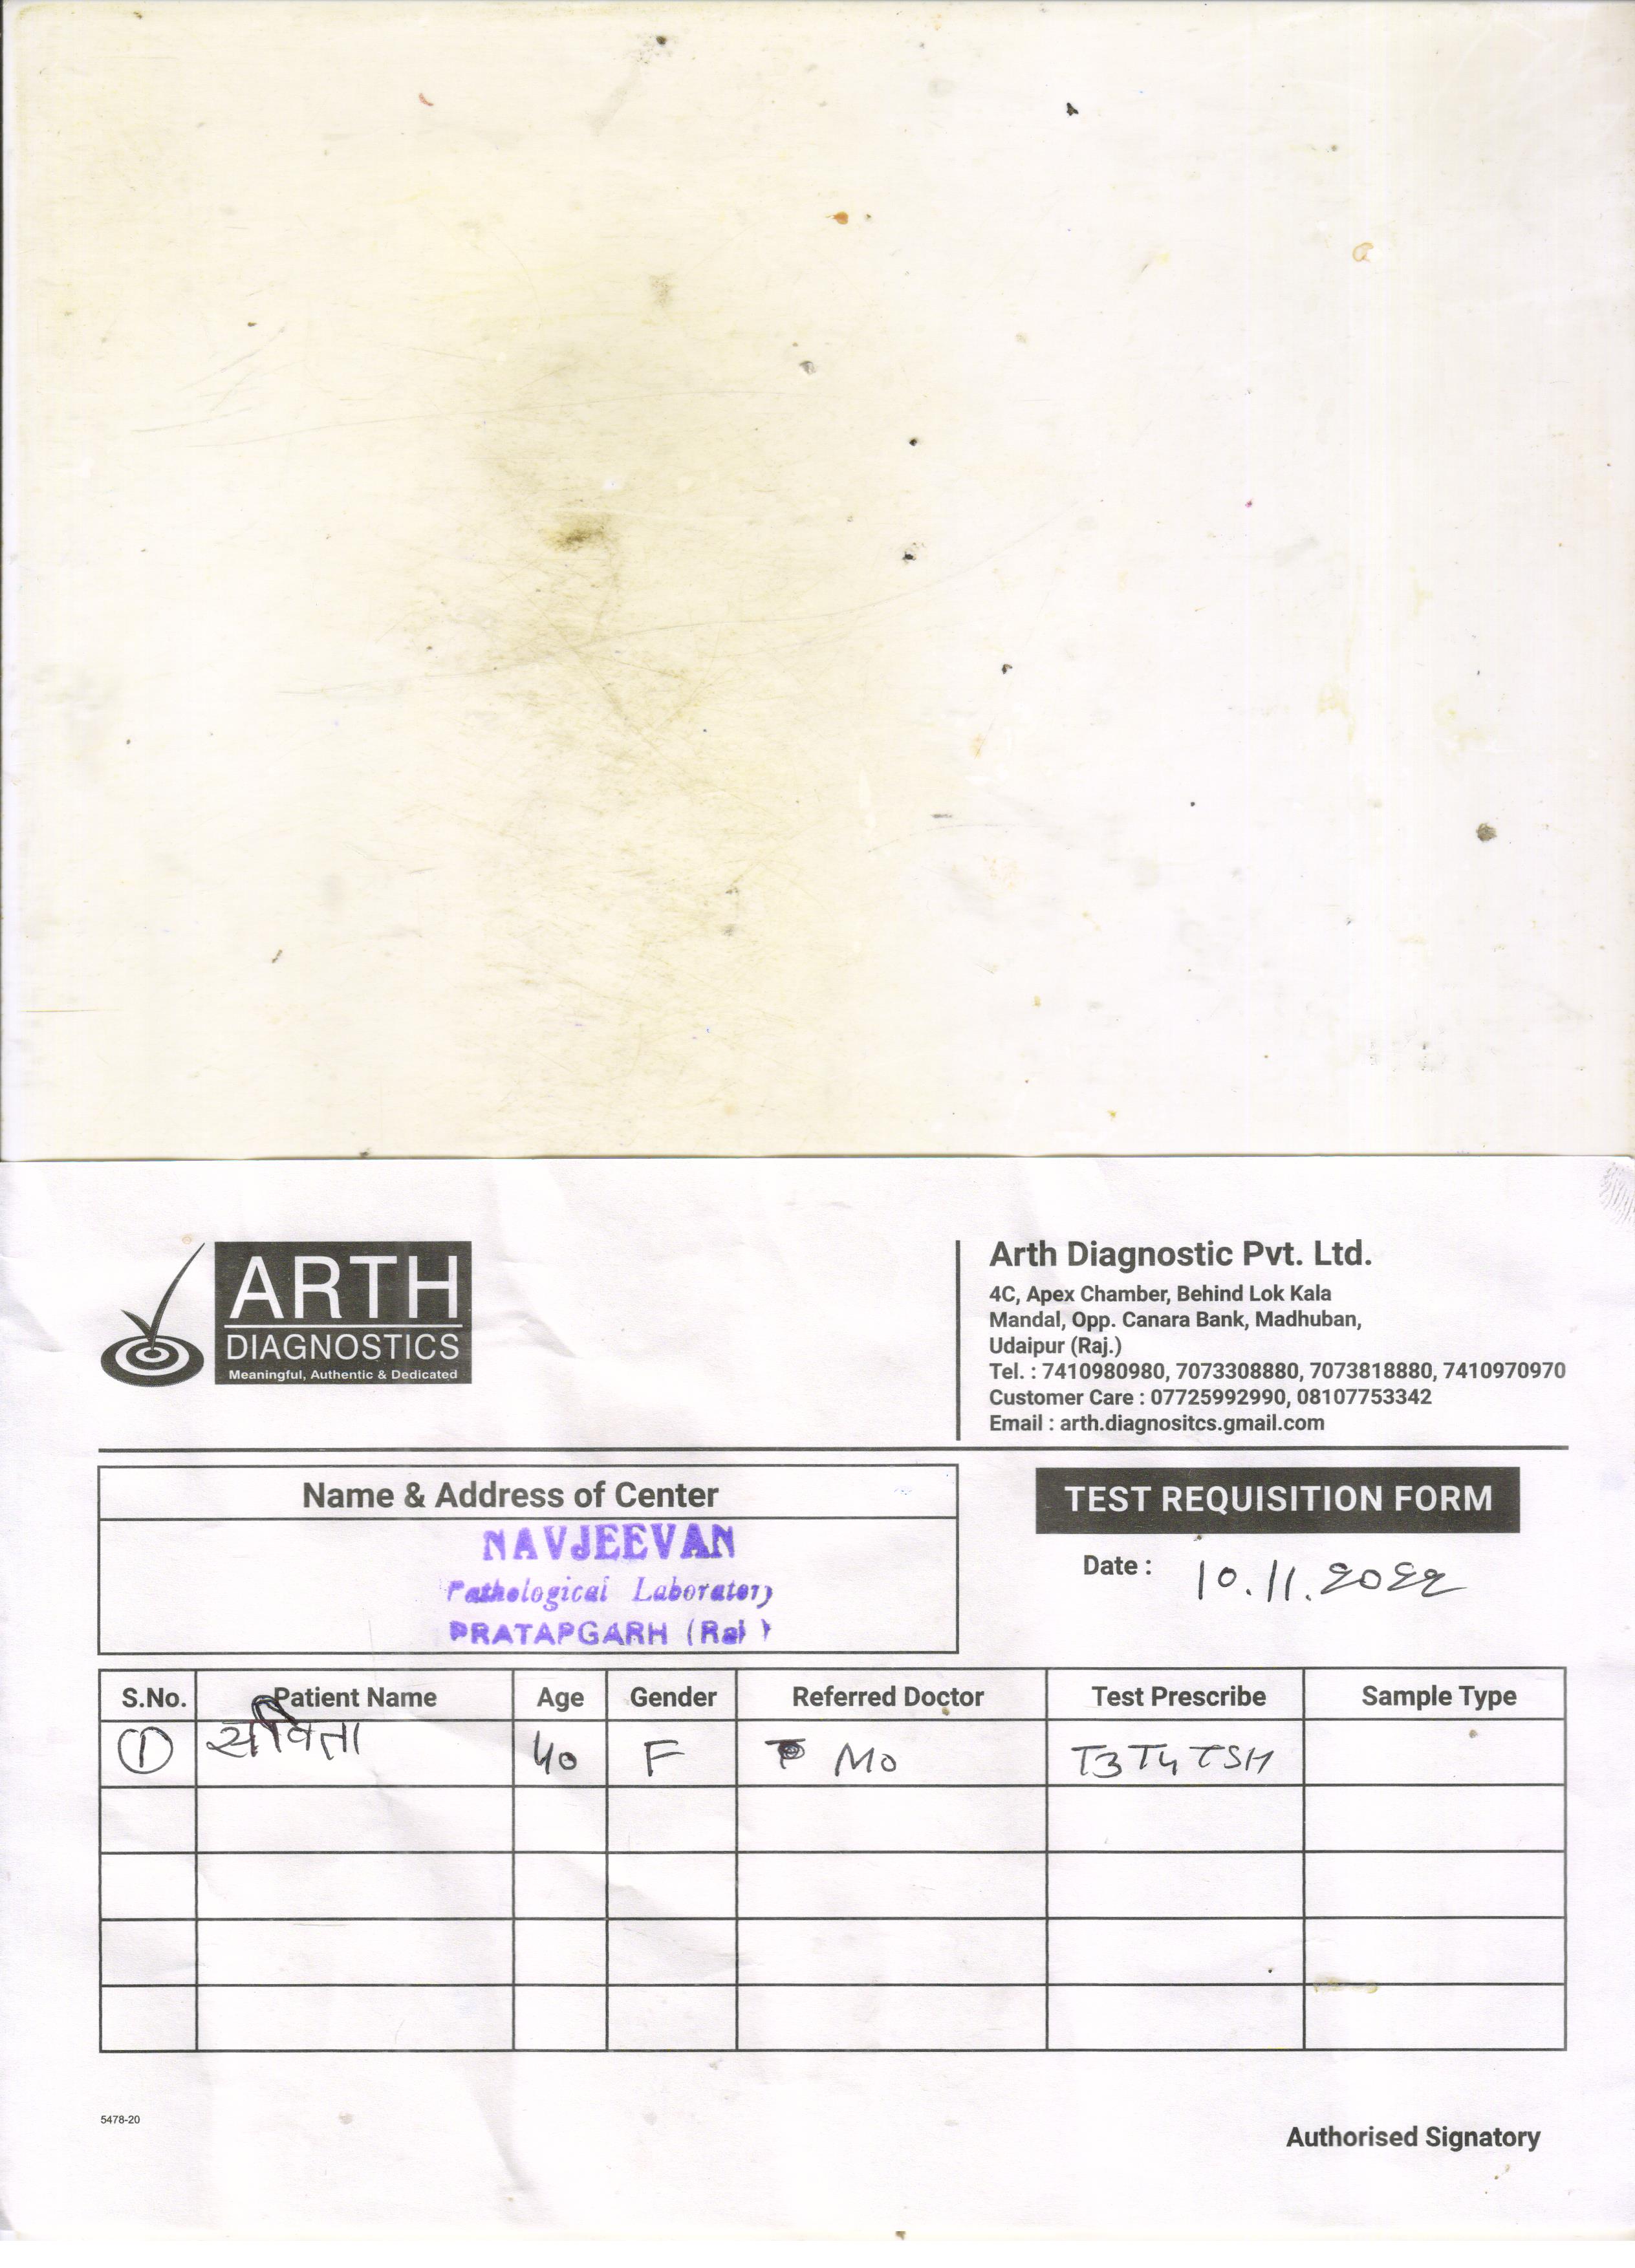 ARTH
DIAGNOSTICS
Meaningful, Authentic & Dedicated
Arth Diagnostic Pvt. Ltd.
4C, Apex Chamber, Behind Lok Kala
Mandal, Opp. Canara Bank, Madhuban,
Udaipur (Raj.)
Tel. : 7410980980, 7073308880, 7073818880, 7410970970
Customer Care : 07725992990, 08107753342
Email : arth.diagnositcs.gmail.com
Name & Address of Center
NAVJEEVAN
Pathological Laboratory
PRATAPGARH (Raj)
TEST REQUISITION FORM
Date : 10.11.2022
S.No. Patient Name Age Gender Referred Doctor Test Prescribe Sample Type
1 सविता 40 F MO T3 T4 TSH
5478-20
Authorised Signatory